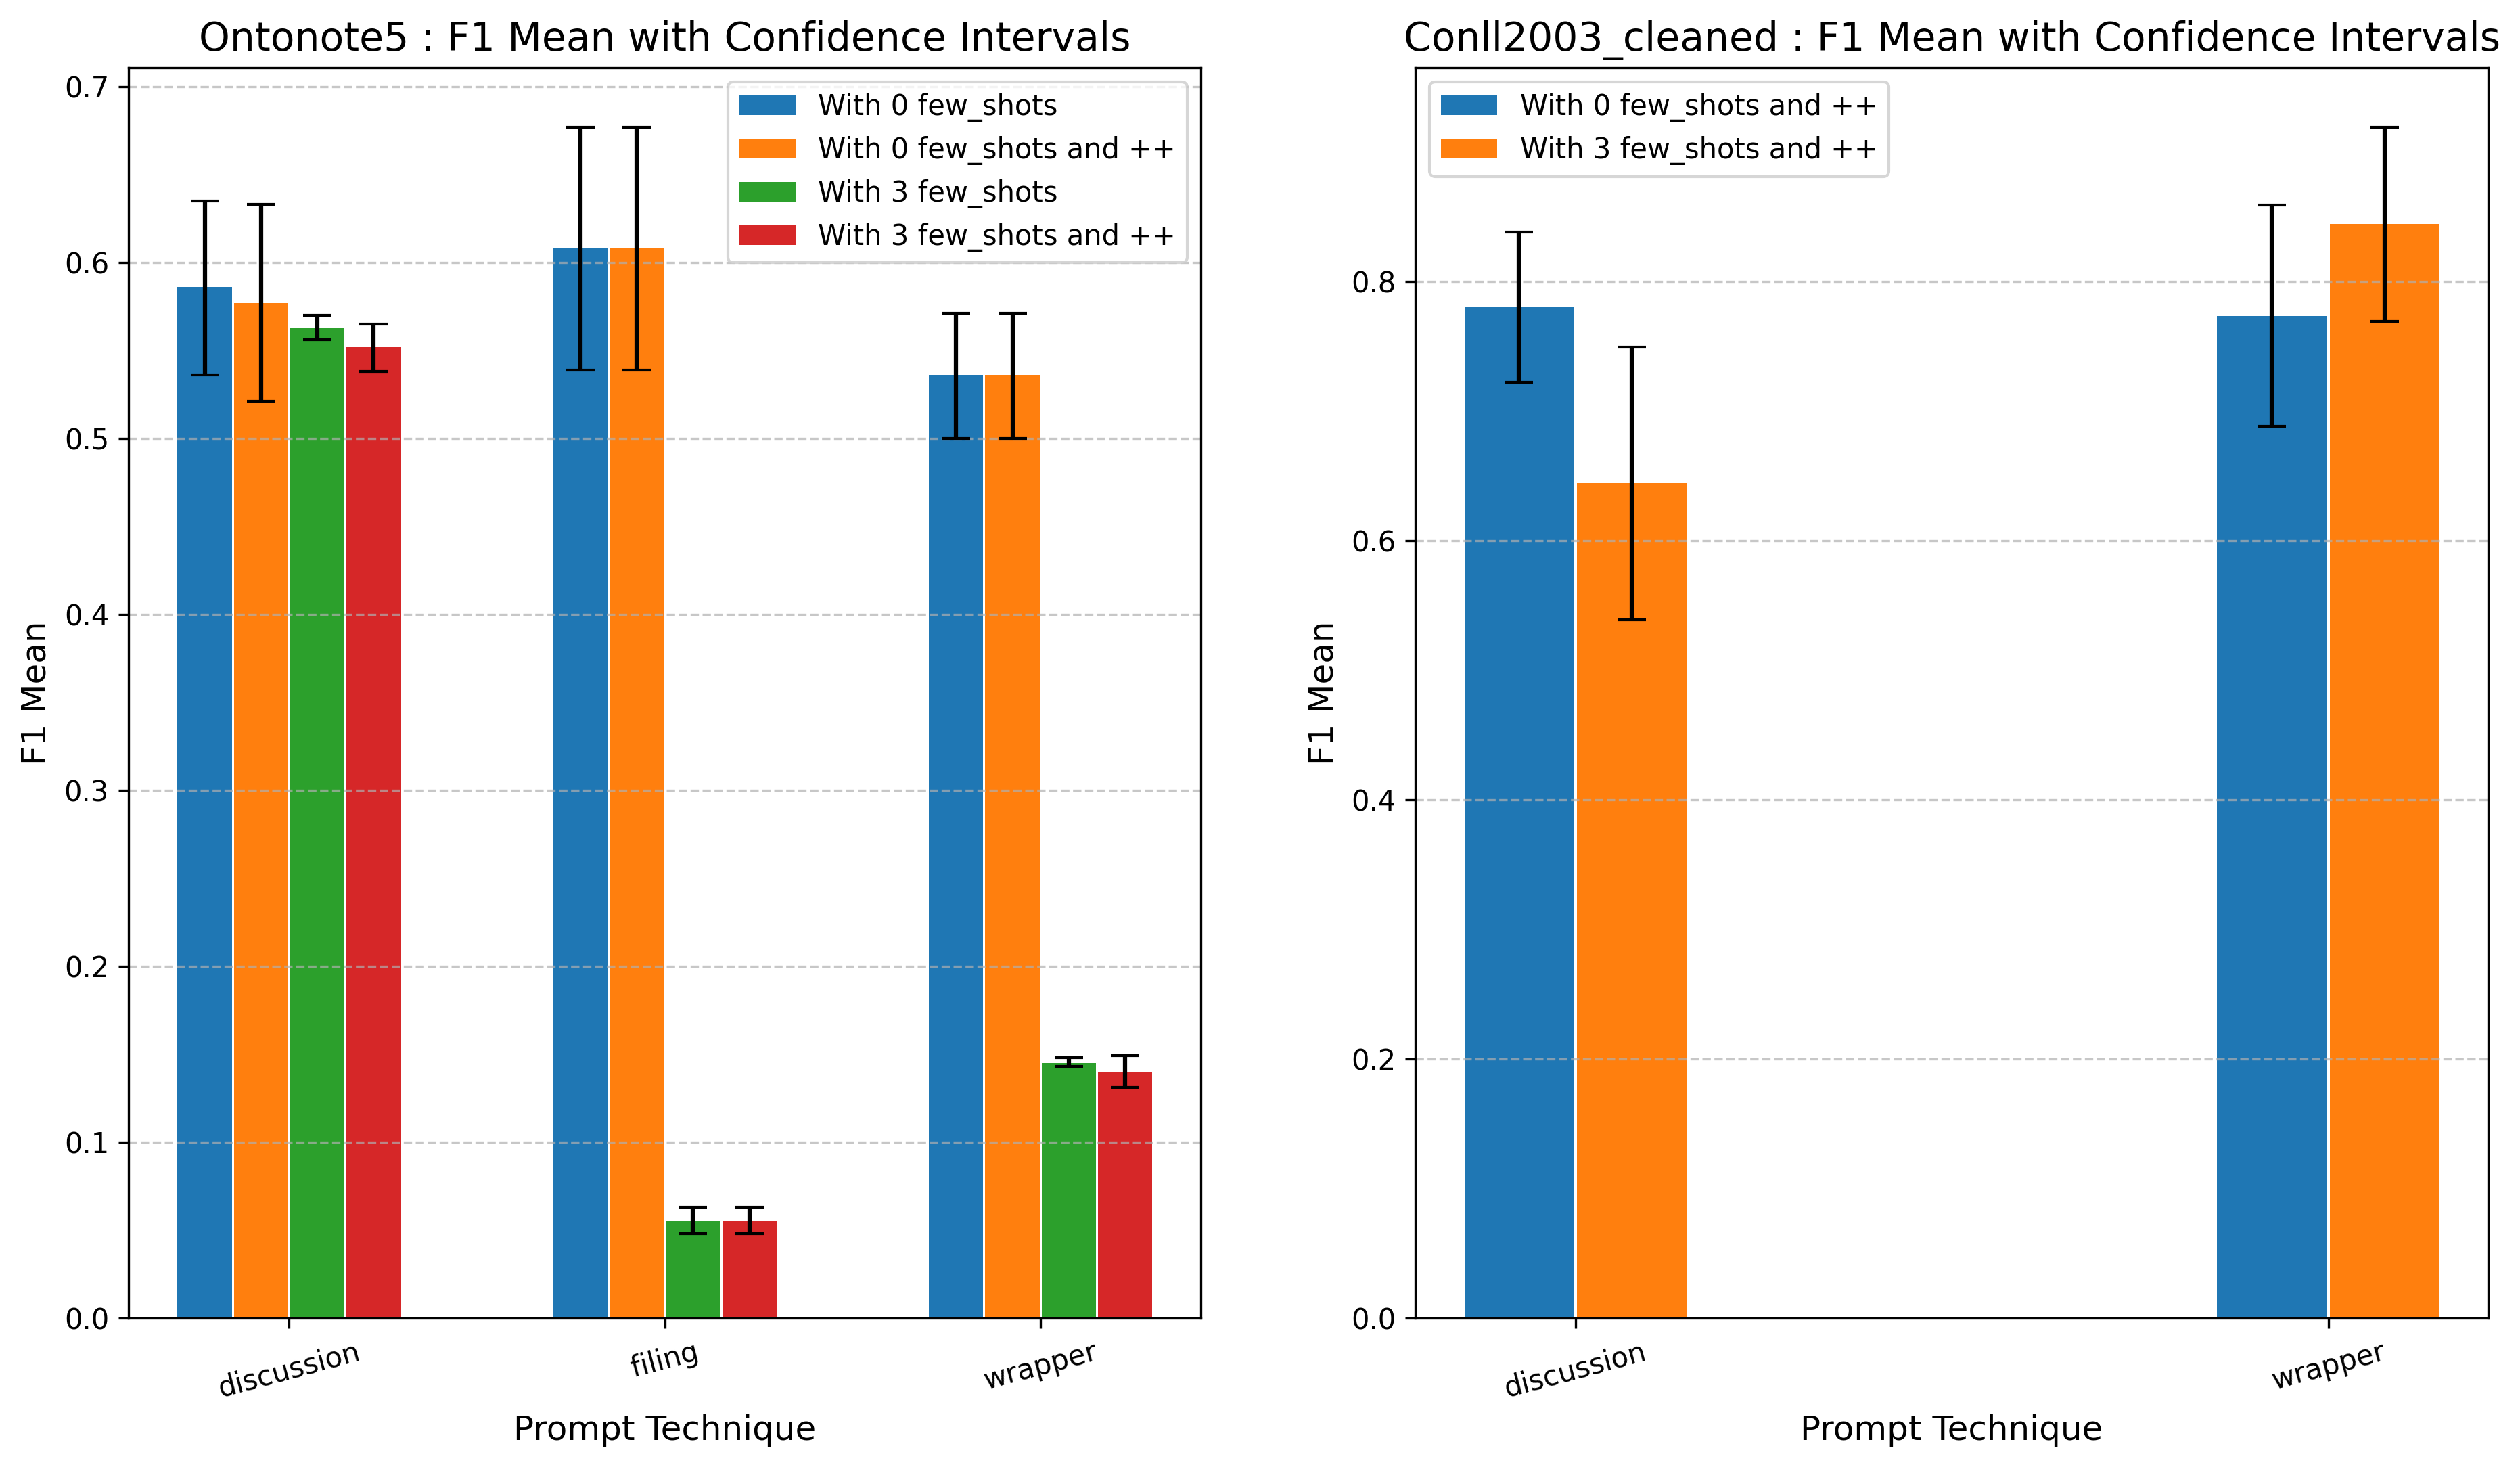 Ontonote5 : F1 Mean with Confidence Intervals
With 0 few_shots
With 0 few_shots and ++
With 3 few_shots
With 3 few_shots and ++
0.7
0.6
0.5
0.4
0.3
0.2
0.1
0.0
F1 Mean
discussion
filing
wrapper
Prompt Technique
Conll2003_cleaned : F1 Mean with Confidence Intervals
With 0 few_shots and ++
With 3 few_shots and ++
0.8
0.6
0.4
0.2
0.0
F1 Mean
discussion
wrapper
Prompt Technique